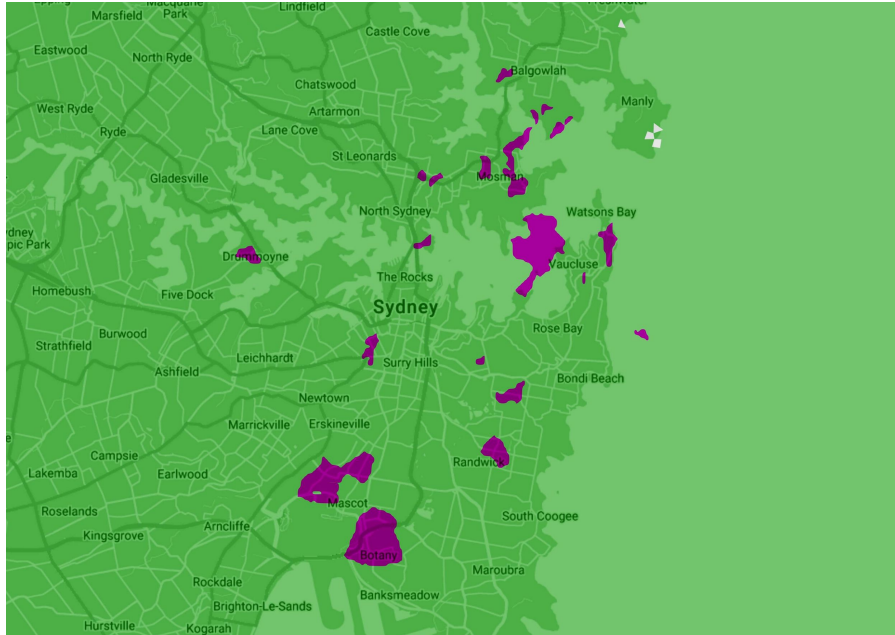 Lindfield
Macquarie
Park
Marsfield
Castle Cove
Eastwood
North Ryde
Balgowlah
Chatswood
West Ryde
Artarmon
Manly
Ryde
Lane Cove
St Leonards
Gladesville
Mosman
North Sydney
Watsons Bay
Drummoyne
Vaucluse
The Rocks
Homebush
Five Dock
Sydney
Rose Bay
Burwood
Strathfield
Leichhardt
Surry Hills
Ashfield
Bondi Beach
Newtown
Marrickville
Erskineville
Campsie
Lakemba
Earlwood
Randwick
Mascot
Roselands
South Coogee
Arncliffe
Kingsgrove
Botany
Maroubra
Rockdale
Banksmeadow
Brighton-Le-Sands
Hurstville
Kogarah